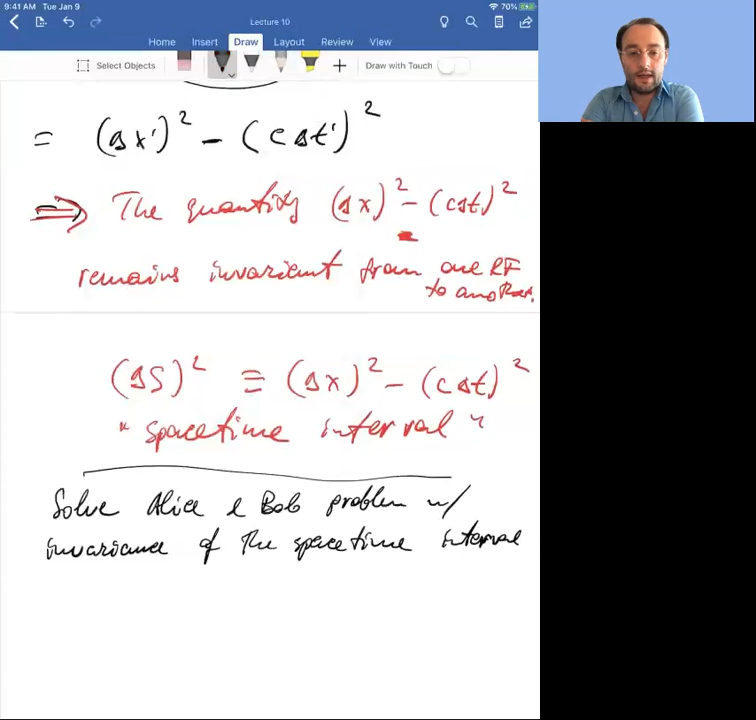 9:41 AM Tue Jan 9 70%
Lecture 10
Home Insert Draw Layout Review View
Select Objects Draw with Touch
= (Δx')² - (cΔt')²
⇒ The quantity (Δx)² - (cΔt)²
remains invariant from one RF
to another.
(ΔS)² ≡ (Δx)² - (cΔt)²
"spacetime interval"
Solve Alice & Bob problem w/
invariance of the spacetime interval